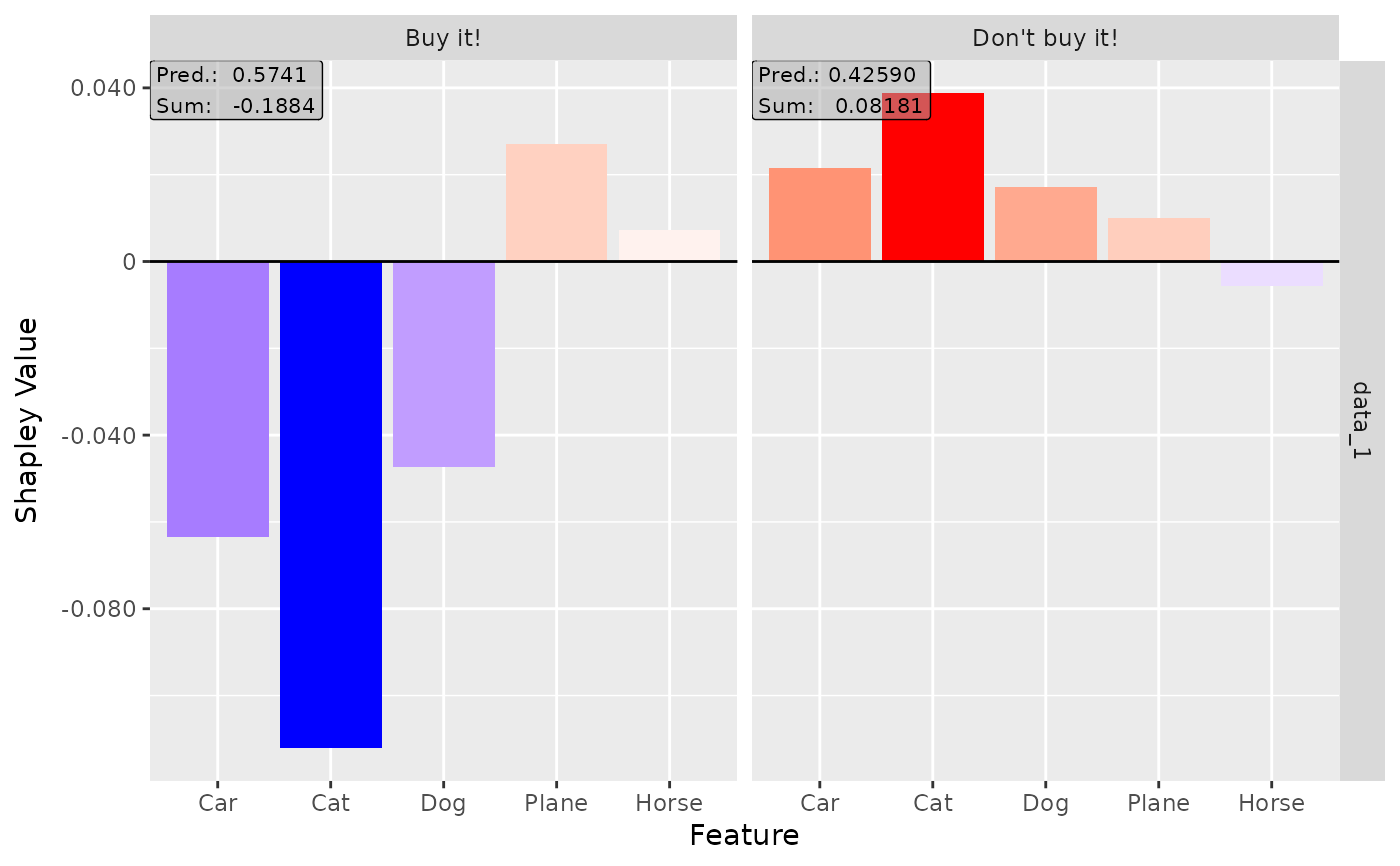 Buy it!
Don't buy it!
Pred.: 0.5741
Sum: -0.1884
Pred.: 0.42590
Sum: 0.08181
0.040
0
-0.040
-0.080
Shapley Value
data_1
Car Cat Dog Plane Horse
Car Cat Dog Plane Horse
Feature